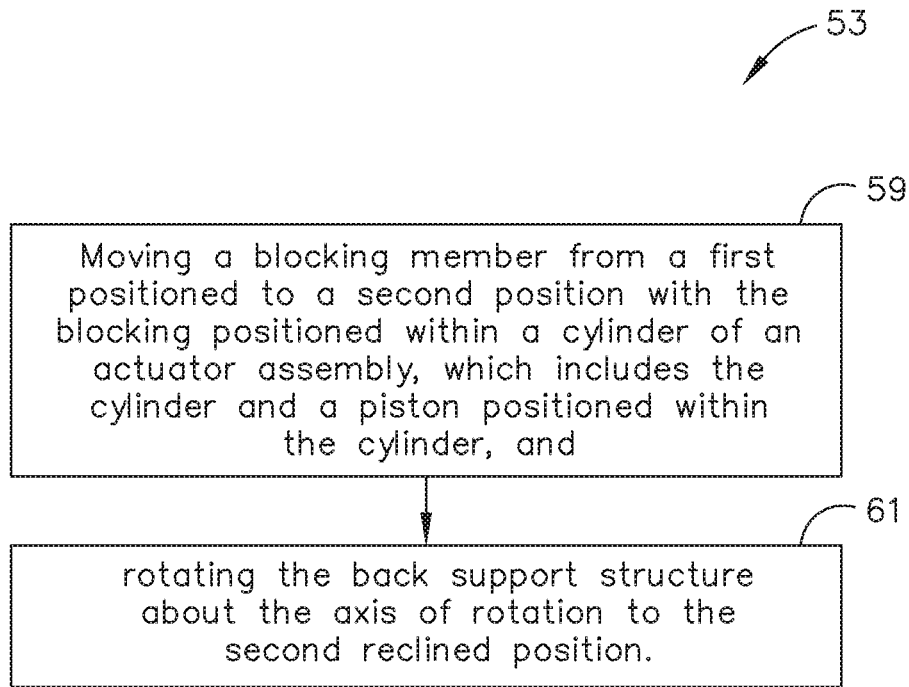 53
59
Moving a blocking member from a first
positioned to a second position with the
blocking positioned within a cylinder of an
actuator assembly, which includes the
cylinder and a piston positioned within
the cylinder, and
61
rotating the back support structure
about the axis of rotation to the
second reclined position.